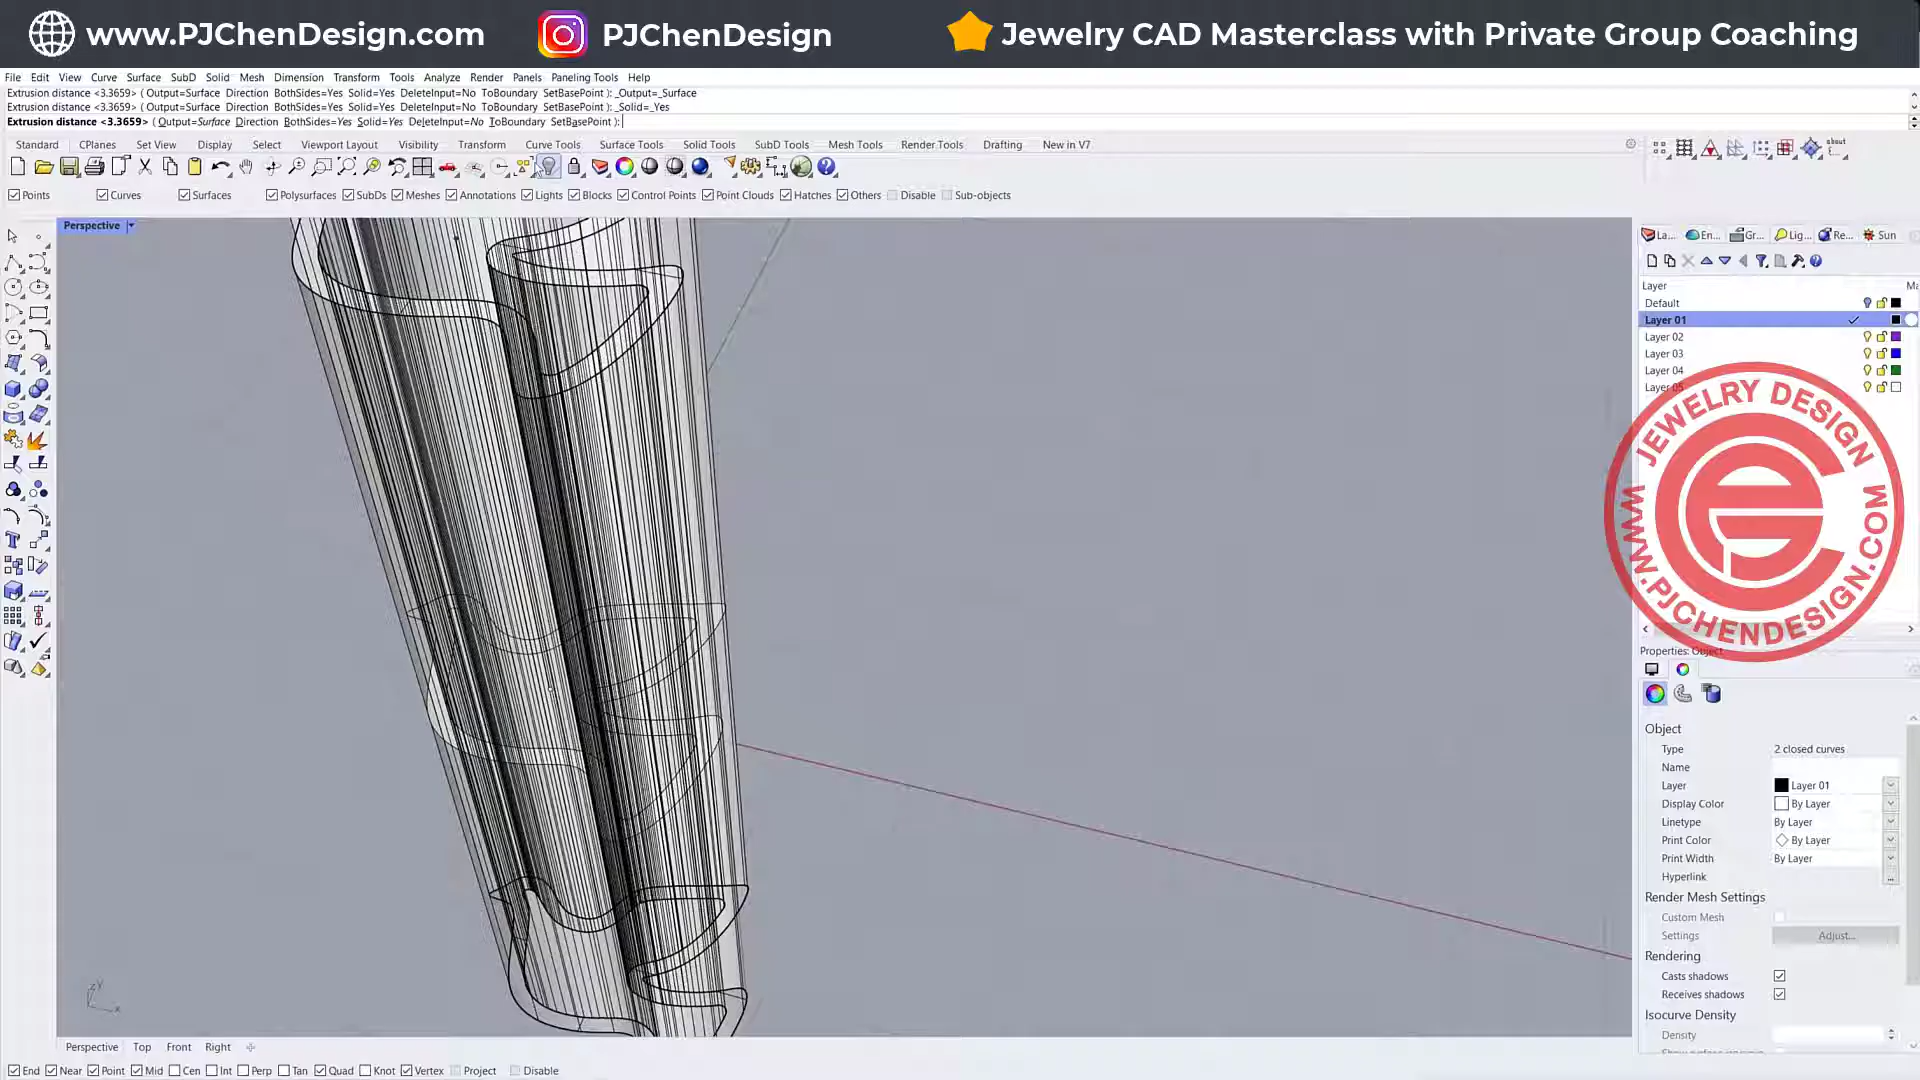 www.PJChenDesign.com PJChenDesign Jewelry CAD Masterclass with Private Group Coaching
File Edit View Curve Surface SubD Solid Mesh Dimension Transform Tools Analyze Render Panels Paneling Tools Help
Extrusion distance <3.3659> ( Output=Surface Direction BothSides=Yes Solid=Yes DeleteInput=No ToBoundary SetBasePoint ): _Output=_Surface
Extrusion distance <3.3659> ( Output=Surface Direction BothSides=Yes Solid=Yes DeleteInput=No ToBoundary SetBasePoint ): _Solid=_Yes
Extrusion distance <3.3659> ( Output=Surface Direction BothSides=Yes Solid=Yes DeleteInput=No ToBoundary SetBasePoint ):
Standard CPlanes Set View Display Select Viewport Layout Visibility Transform Curve Tools Surface Tools Solid Tools SubD Tools Mesh Tools Render Tools Drafting New in V7
about
Points Curves Surfaces Polysurfaces SubDs Meshes Annotations Lights Blocks Control Points Point Clouds Hatches Others Disable Sub-objects
Perspective
La... En... Gr... Lig... Re... Sun
Layer
Default
Layer 01
Layer 02
Layer 03
Layer 04
JEWELRY DESIGN
WWW.PJCHENDESIGN.COM
Properties: Object
Object
Type 2 closed curves
Name
Layer Layer 01
Display Color By Layer
Linetype By Layer
Print Color By Layer
Print Width By Layer
Hyperlink ...
Render Mesh Settings
Custom Mesh
Settings Adjust...
Rendering
Casts shadows
Receives shadows
Isocurve Density
Density
z y x
Perspective Top Front Right
End Near Point Mid Cen Int Perp Tan Quad Knot Vertex Project Disable